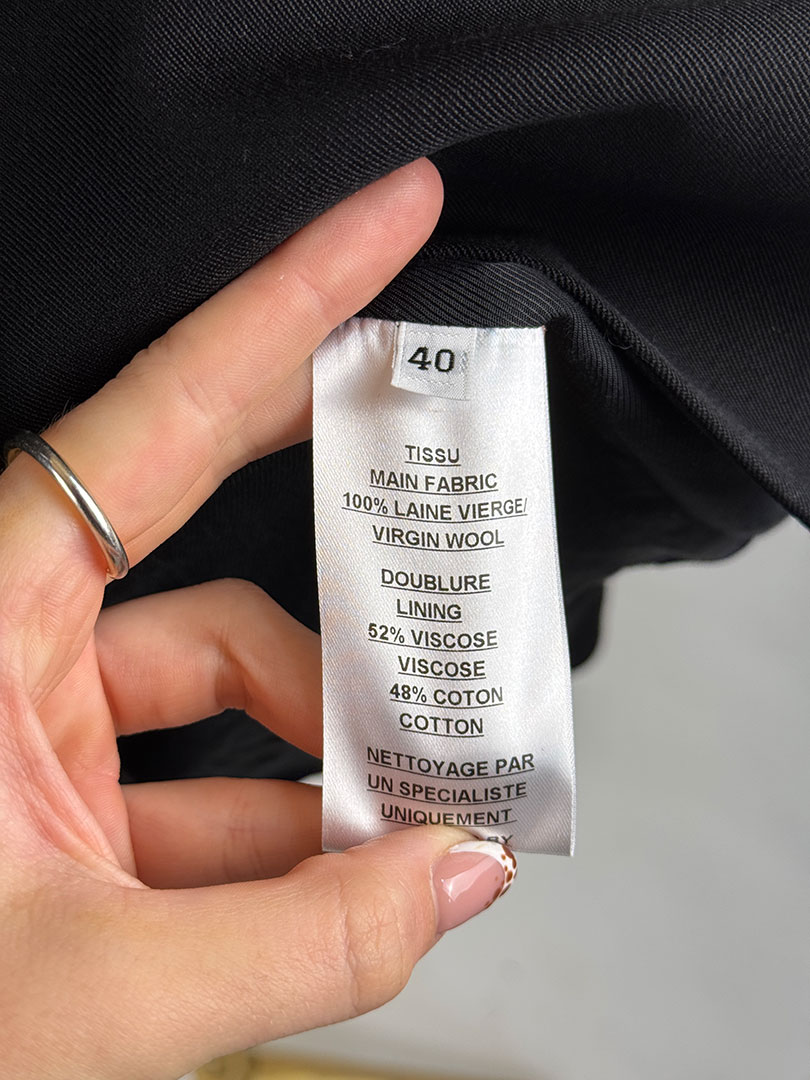 40
TISSU
MAIN FABRIC
100% LAINE VIERGE/
VIRGIN WOOL
DOUBLURE
LINING
52% VISCOSE
VISCOSE
48% COTON
COTTON
NETTOYAGE PAR
UN SPECIALISTE
UNIQUEMENT